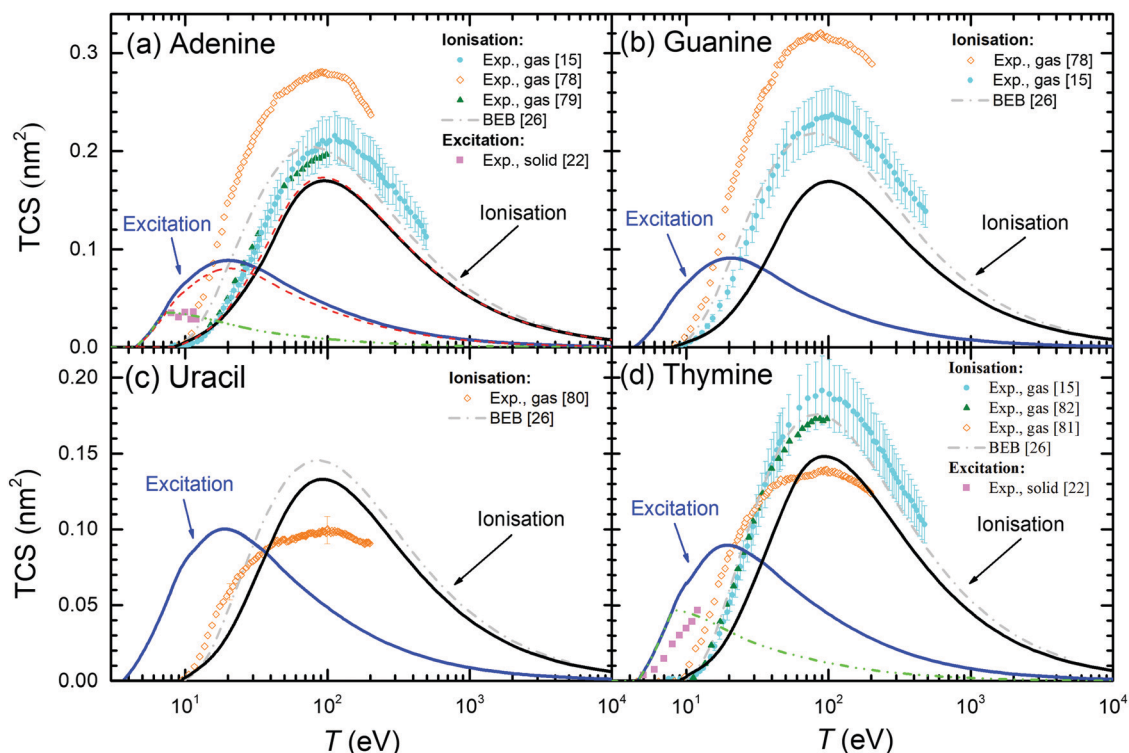 (a) Adenine
Ionisation:
Exp., gas [15]
Exp., gas [78]
Exp., gas [79]
BEB [26]
Excitation:
Exp., solid [22]
Excitation
Ionisation
TCS (nm²)
0.3
0.2
0.1
0.0
(b) Guanine
Ionisation:
Exp., gas [78]
Exp., gas [15]
BEB [26]
Excitation
Ionisation
(c) Uracil
Ionisation:
Exp., gas [80]
BEB [26]
Excitation
Ionisation
TCS (nm²)
0.20
0.15
0.10
0.05
0.00
10¹ 10² 10³ 10⁴
T (eV)
(d) Thymine
Ionisation:
Exp., gas [15]
Exp., gas [82]
Exp., gas [81]
BEB [26]
Excitation:
Exp., solid [22]
Excitation
Ionisation
10¹ 10² 10³ 10⁴
T (eV)